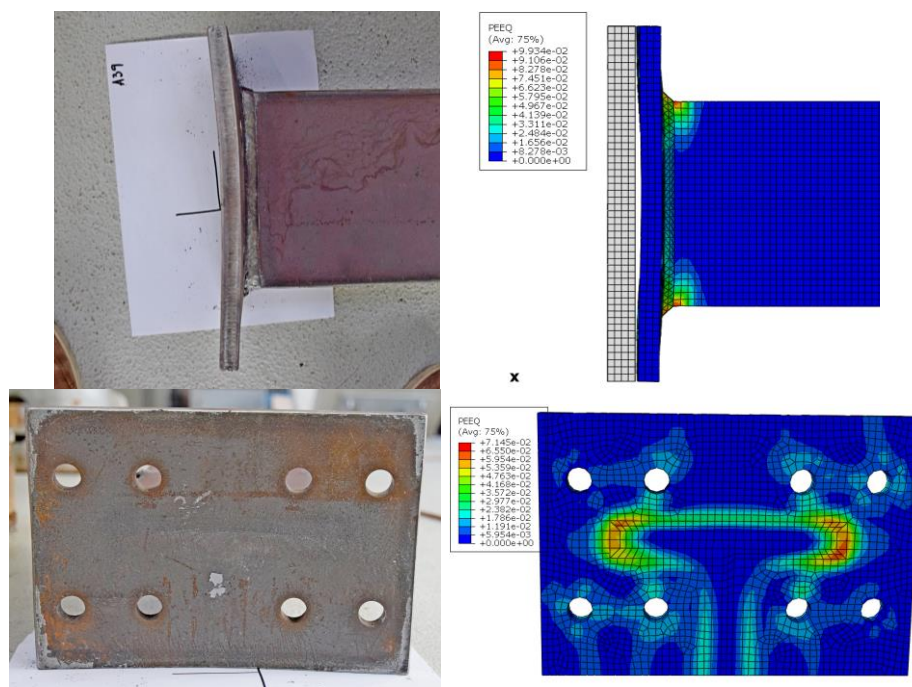 139
PEEQ
(Avg: 75%)
+9.934e-02
+9.106e-02
+8.278e-02
+7.451e-02
+6.623e-02
+5.795e-02
+4.967e-02
+4.139e-02
+3.311e-02
+2.484e-02
+1.656e-02
+8.278e-03
+0.000e+00
x
PEEQ
(Avg: 75%)
+7.145e-02
+6.550e-02
+5.954e-02
+5.359e-02
+4.763e-02
+4.168e-02
+3.572e-02
+2.977e-02
+2.382e-02
+1.786e-02
+1.191e-02
+5.954e-03
+0.000e+00